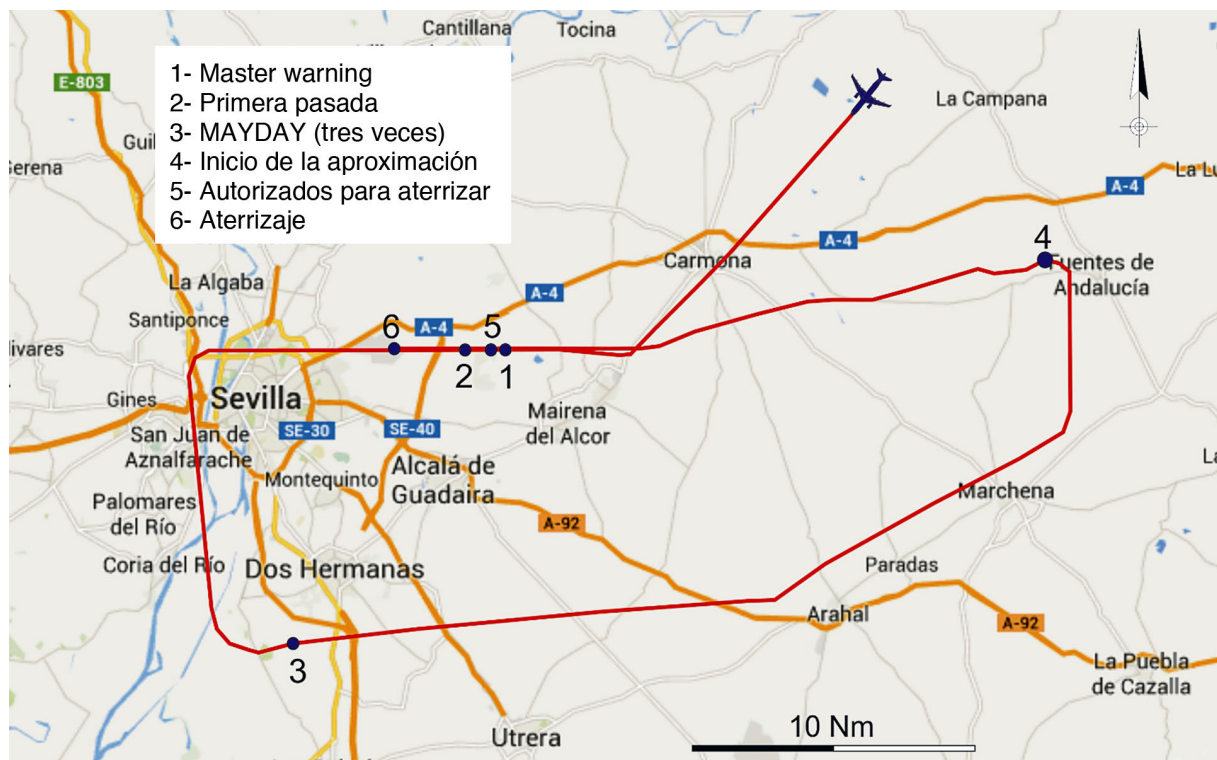 Cantillana
Tocina
E-803
1- Master warning
2- Primera pasada
3- MAYDAY (tres veces)
4- Inicio de la aproximación
5- Autorizados para aterrizar
6- Aterrizaje
La Campana
Guil
Gerena
La Lu
A-4
4
A-4
Carmona
Fuentes de
Andalucía
La Algaba
A-4
Santiponce
6
A-4
5
livares
2
1
Gines
Sevilla
Mairena
del Alcor
SE-30
SE-40
San Juan de
Aznalfarache
Alcalá de
Guadaira
La
Montequinto
Marchena
Palomares
del Río
A-92
Coria del Río
Dos Hermanas
Paradas
Arahal
A-92
3
La Puebla
de Cazalla
Utrera
10 Nm